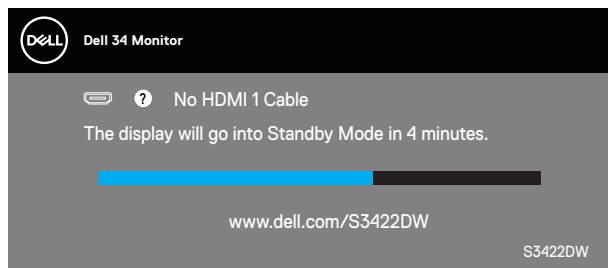 DELL
Dell 34 Monitor
? No HDMI 1 Cable
The display will go into Standby Mode in 4 minutes.
www.dell.com/S3422DW
S3422DW